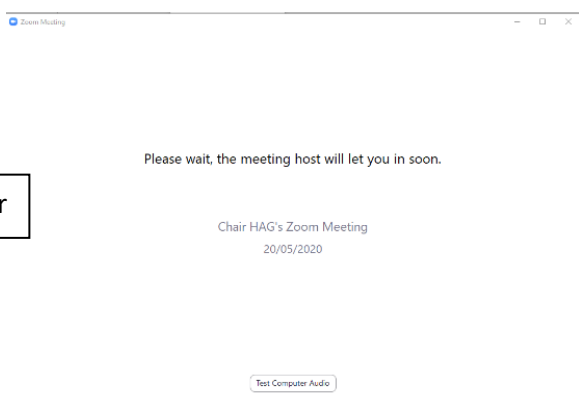 Zoom Meeting
Please wait, the meeting host will let you in soon.
r
Chair HAG's Zoom Meeting
20/05/2020
Test Computer Audio